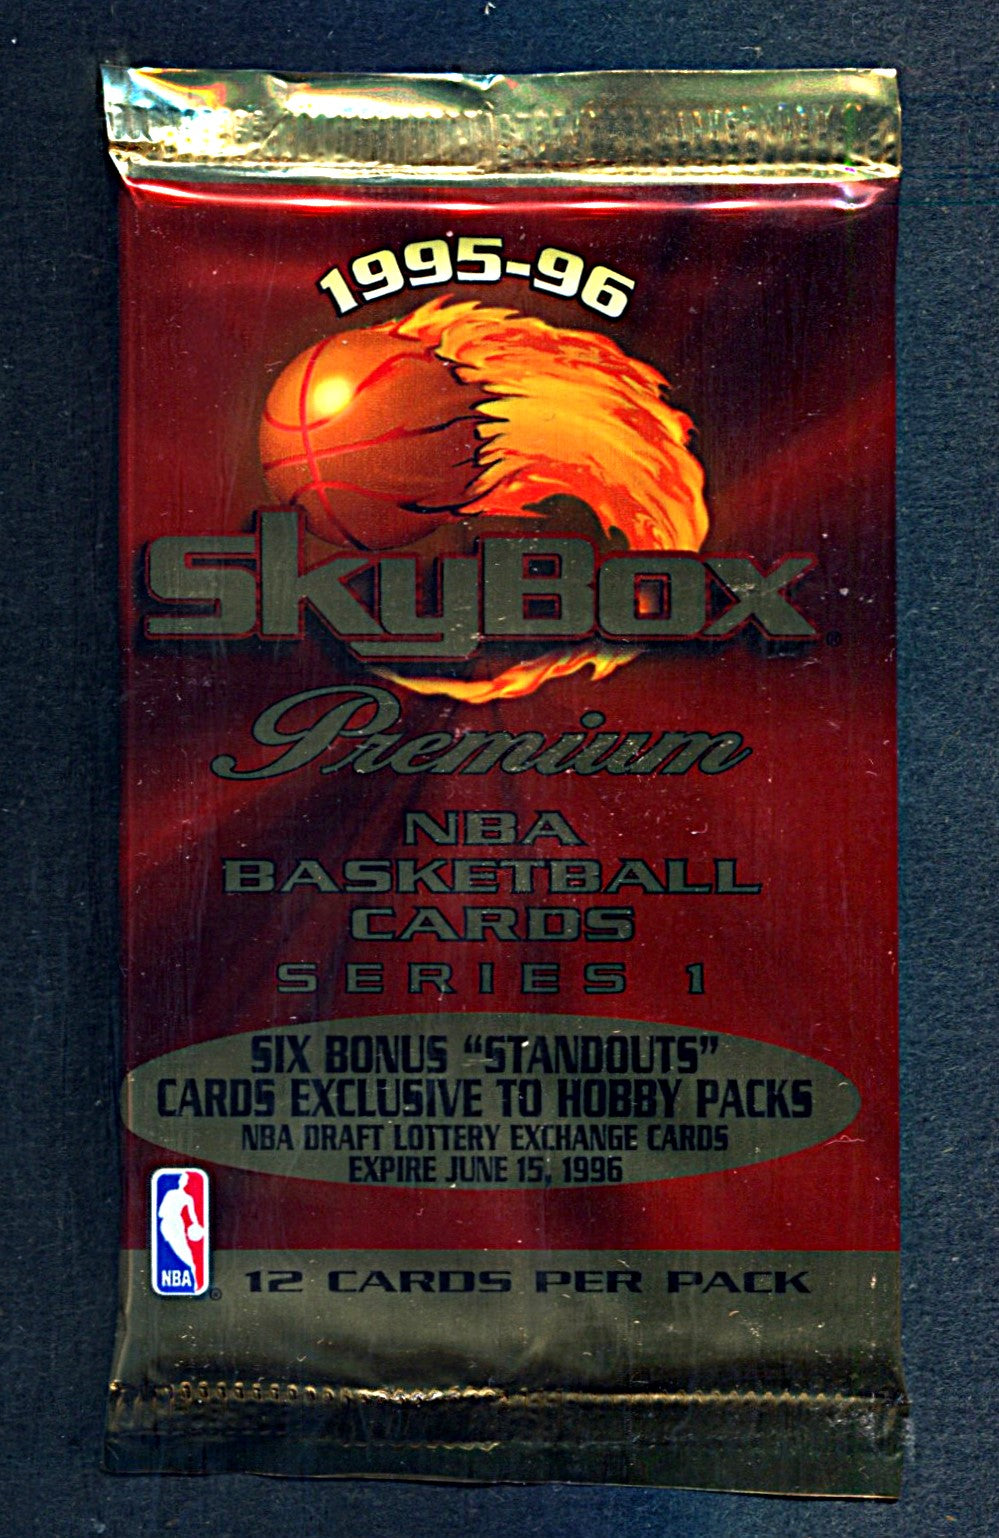 1995-96
SkyBox®
Premium
NBA
BASKETBALL
CARDS
SERIES 1
SIX BONUS “STANDOUTS”
CARDS EXCLUSIVE TO HOBBY PACKS
NBA DRAFT LOTTERY EXCHANGE CARDS
EXPIRE JUNE 15, 1996
NBA®
12 CARDS PER PACK